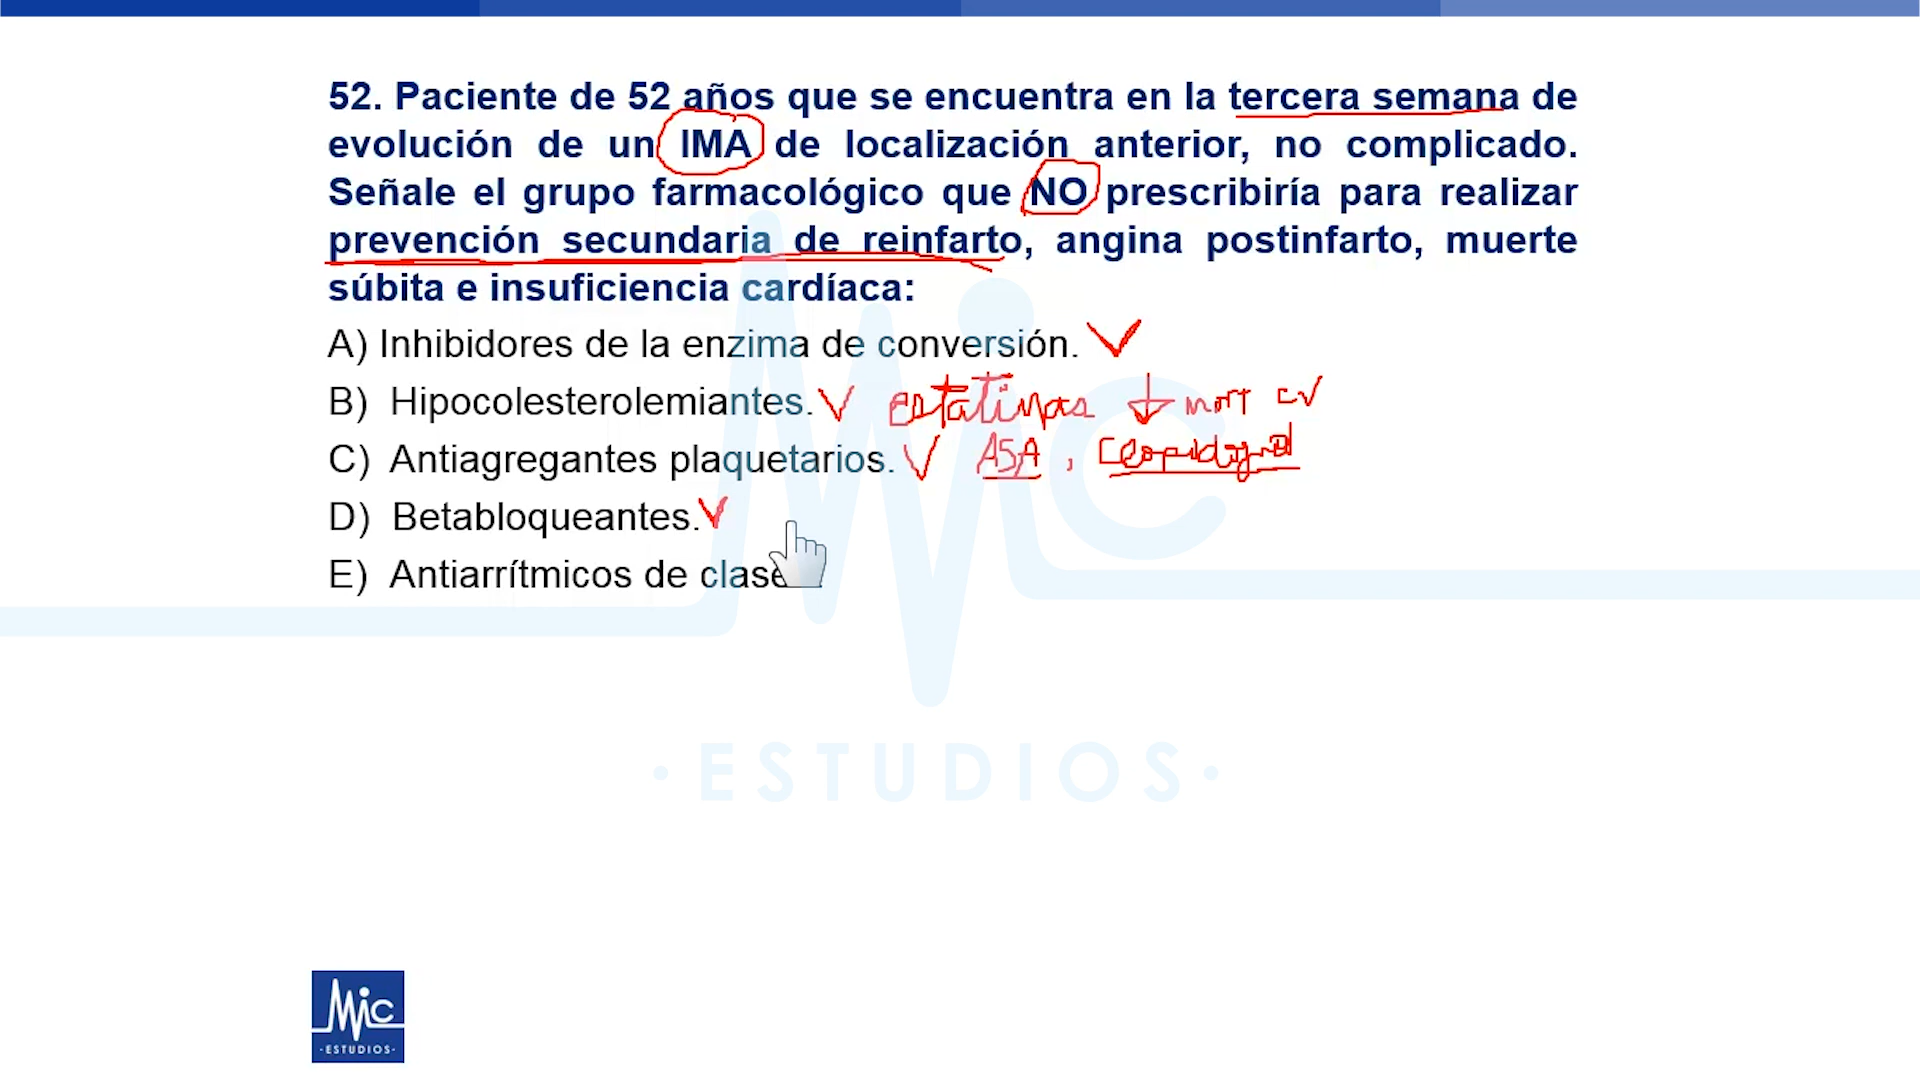 52. Paciente de 52 años que se encuentra en la tercera semana de
evolución de un IMA de localización anterior, no complicado.
Señale el grupo farmacológico que NO prescribiría para realizar
prevención secundaria de reinfarto, angina postinfarto, muerte
súbita e insuficiencia cardíaca:
A) Inhibidores de la enzima de conversión.
B) Hipocolesterolemiantes. estatinas ↓ mort CV
C) Antiagregantes plaquetarios. ASA, Clopidogrel
D) Betabloqueantes.
E) Antiarrítmicos de clase
MIC
·ESTUDIOS·
MIC
·ESTUDIOS·